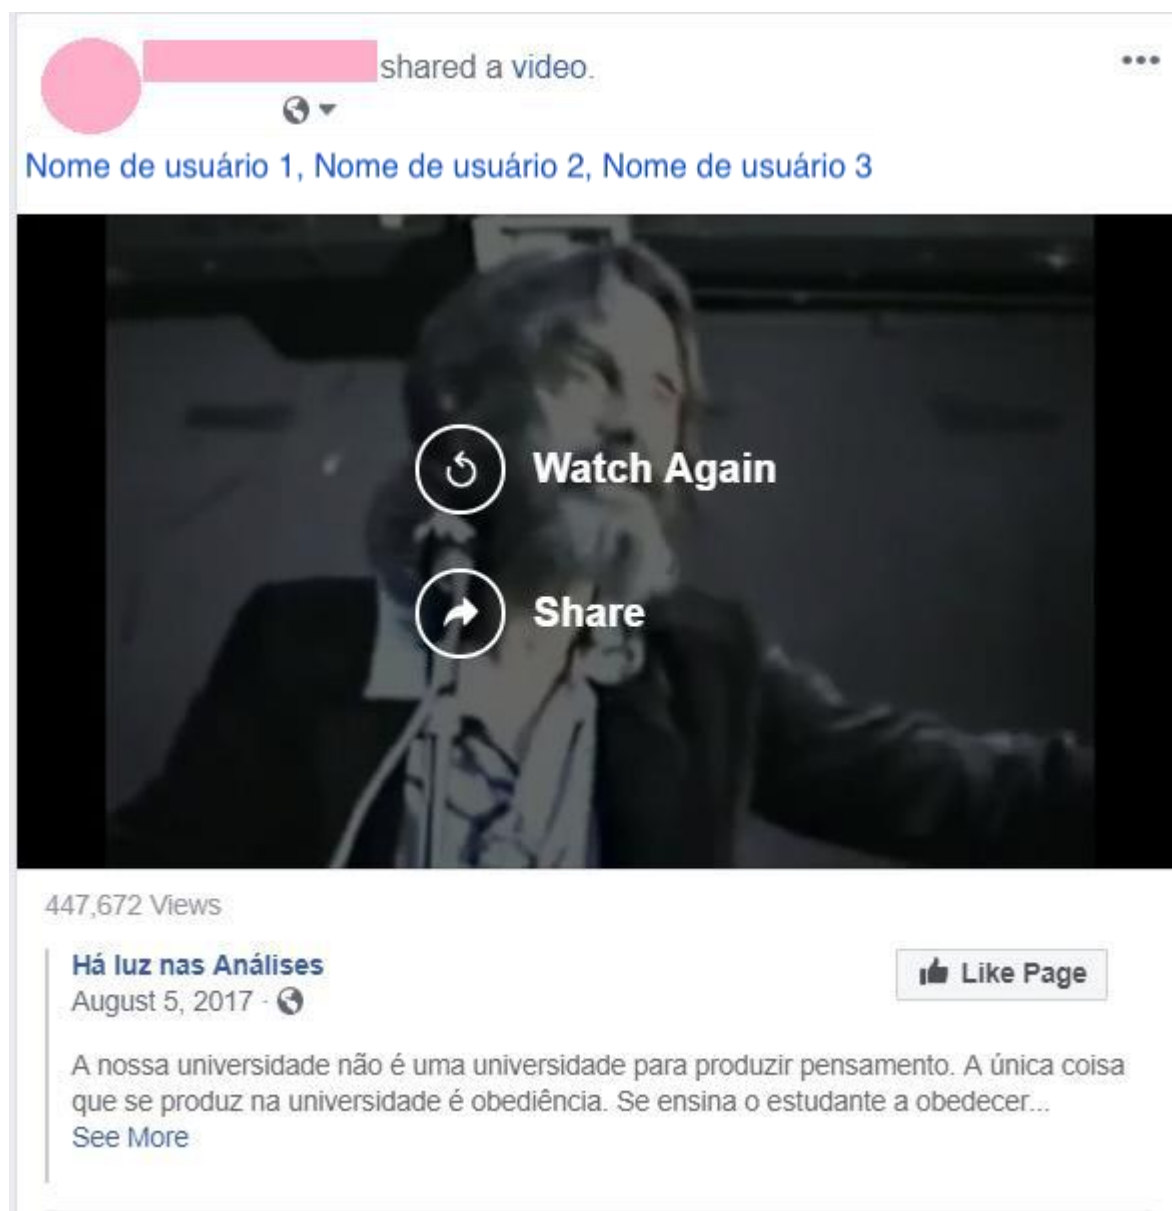 shared a video.
Nome de usuário 1, Nome de usuário 2, Nome de usuário 3
Watch Again
Share
447,672 Views
Há luz nas Análises
Like Page
August 5, 2017 ·
A nossa universidade não é uma universidade para produzir pensamento. A única coisa
que se produz na universidade é obediência. Se ensina o estudante a obedecer...
See More